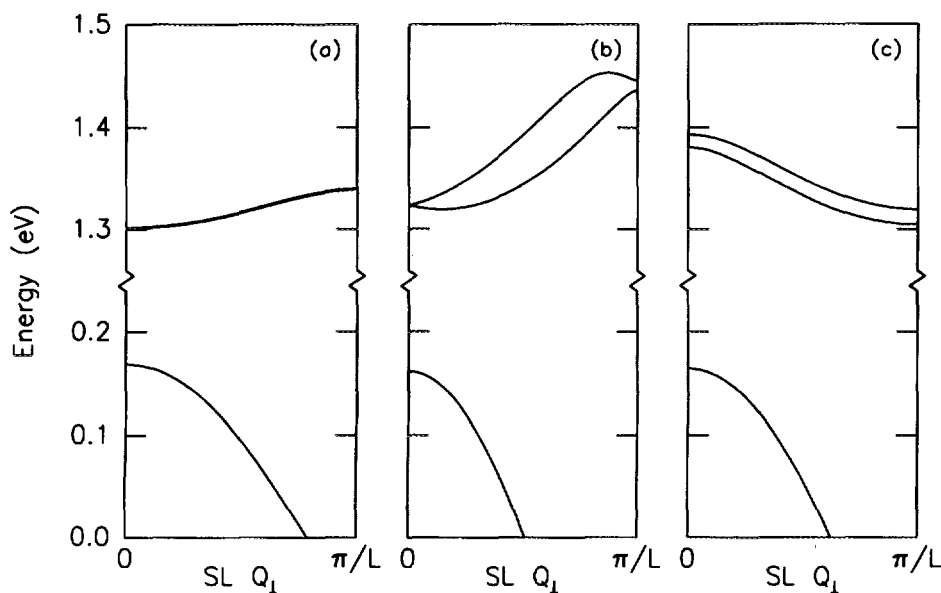 1.5
(a)
(b)
(c)
1.4
1.3
Energy (eV)
0.2
0.1
0.0
0
π/L
0
π/L
0
π/L
SL Q⊥
SL Q⊥
SL Q⊥